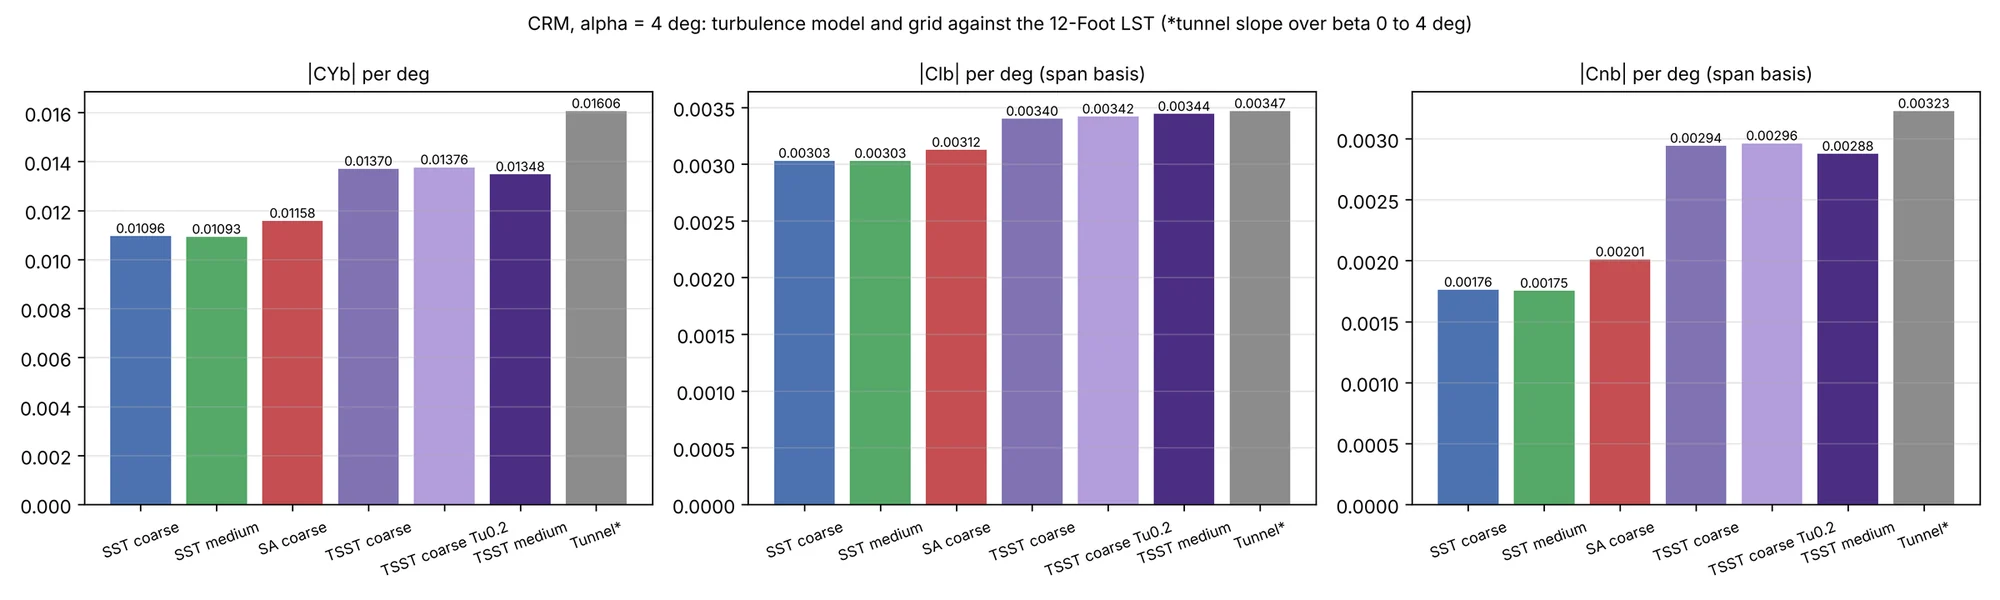 CRM, alpha = 4 deg: turbulence model and grid against the 12-Foot LST (*tunnel slope over beta 0 to 4 deg)
|CYb| per deg
0.016
0.014
0.012
0.010
0.008
0.006
0.004
0.002
0.000
0.01096
0.01093
0.01158
0.01370
0.01376
0.01348
0.01606
SST coarse
SST medium
SA coarse
TSST coarse
TSST coarse Tu0.2
TSST medium
Tunnel*
|Clb| per deg (span basis)
0.0035
0.0030
0.0025
0.0020
0.0015
0.0010
0.0005
0.0000
0.00303
0.00303
0.00312
0.00340
0.00342
0.00344
0.00347
SST coarse
SST medium
SA coarse
TSST coarse
TSST coarse Tu0.2
TSST medium
Tunnel*
|Cnb| per deg (span basis)
0.0030
0.0025
0.0020
0.0015
0.0010
0.0005
0.0000
0.00176
0.00175
0.00201
0.00294
0.00296
0.00288
0.00323
SST coarse
SST medium
SA coarse
TSST coarse
TSST coarse Tu0.2
TSST medium
Tunnel*